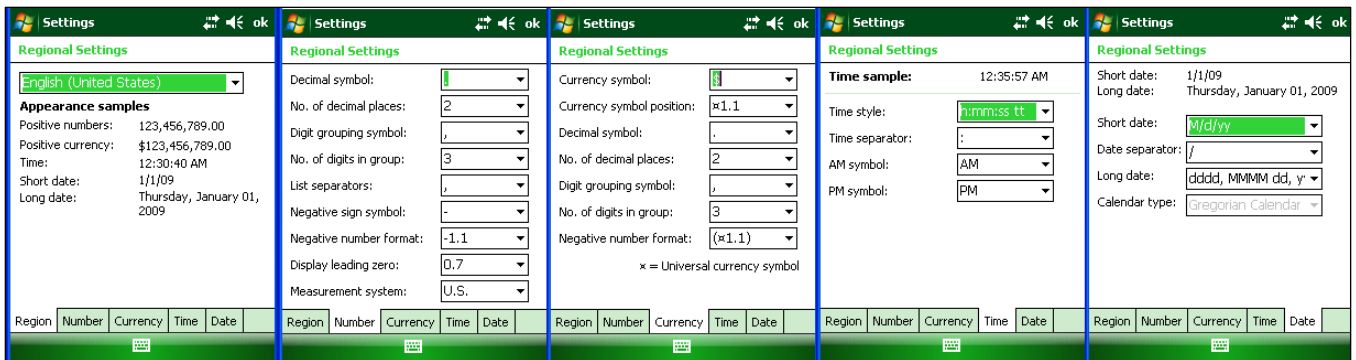 Settings ok
Regional Settings
English (United States)
Appearance samples
Positive numbers: 123,456,789.00
Positive currency: $123,456,789.00
Time: 12:30:40 AM
Short date: 1/1/09
Long date: Thursday, January 01,
2009
Region Number Currency Time Date
Settings ok
Regional Settings
Decimal symbol: .
No. of decimal places: 2
Digit grouping symbol: ,
No. of digits in group: 3
List separators: ,
Negative sign symbol: -
Negative number format: -1.1
Display leading zero: 0.7
Measurement system: U.S.
Region Number Currency Time Date
Settings ok
Regional Settings
Currency symbol: $
Currency symbol position: ¤1.1
Decimal symbol: .
No. of decimal places: 2
Digit grouping symbol: ,
No. of digits in group: 3
Negative number format: (¤1.1)
¤ = Universal currency symbol
Region Number Currency Time Date
Settings ok
Regional Settings
Time sample: 12:35:57 AM
Time style: h:mm:ss tt
Time separator: :
AM symbol: AM
PM symbol: PM
Region Number Currency Time Date
Settings ok
Regional Settings
Short date: 1/1/09
Long date: Thursday, January 01, 2009
Short date: M/d/yy
Date separator: /
Long date: dddd, MMMM dd, y
Calendar type: Gregorian Calendar
Region Number Currency Time Date